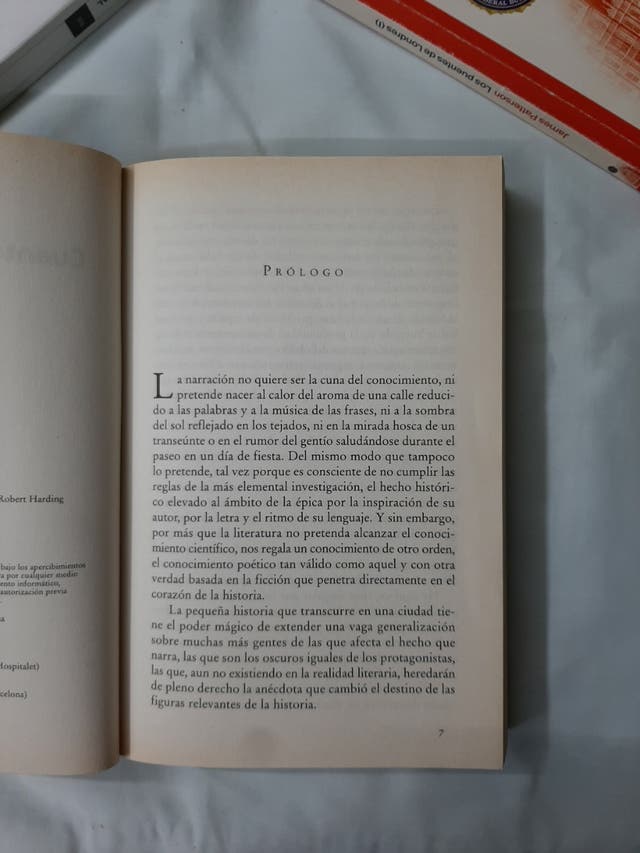 James Patterson Los puentes de Londres (I)
Robert Harding
bajo los apercibimientos
por cualquier medio
informático,
autorización previa
Hospitalet)
PRÓLOGO
La narración no quiere ser la cuna del conocimiento, ni
pretende nacer al calor del aroma de una calle reduci-
do a las palabras y a la música de las frases, ni a la sombra
del sol reflejado en los tejados, ni en la mirada hosca de un
transeúnte o en el rumor del gentío saludándose durante el
paseo en un día de fiesta. Del mismo modo que tampoco
lo pretende, tal vez porque es consciente de no cumplir las
reglas de la más elemental investigación, el hecho históri-
co elevado al ámbito de la épica por la inspiración de su
autor, por la letra y el ritmo de su lenguaje. Y sin embargo,
por más que la literatura no pretenda alcanzar el conoci-
miento científico, nos regala un conocimiento de otro orden,
el conocimiento poético tan válido como aquel y con otra
verdad basada en la ficción que penetra directamente en el
corazón de la historia.
La pequeña historia que transcurre en una ciudad tie-
ne el poder mágico de extender una vaga generalización
sobre muchas más gentes de las que afecta el hecho que
narra, las que son los oscuros iguales de los protagonistas,
las que, aun no existiendo en la realidad literaria, heredarán
de pleno derecho la anécdota que cambió el destino de las
figuras relevantes de la historia.
7